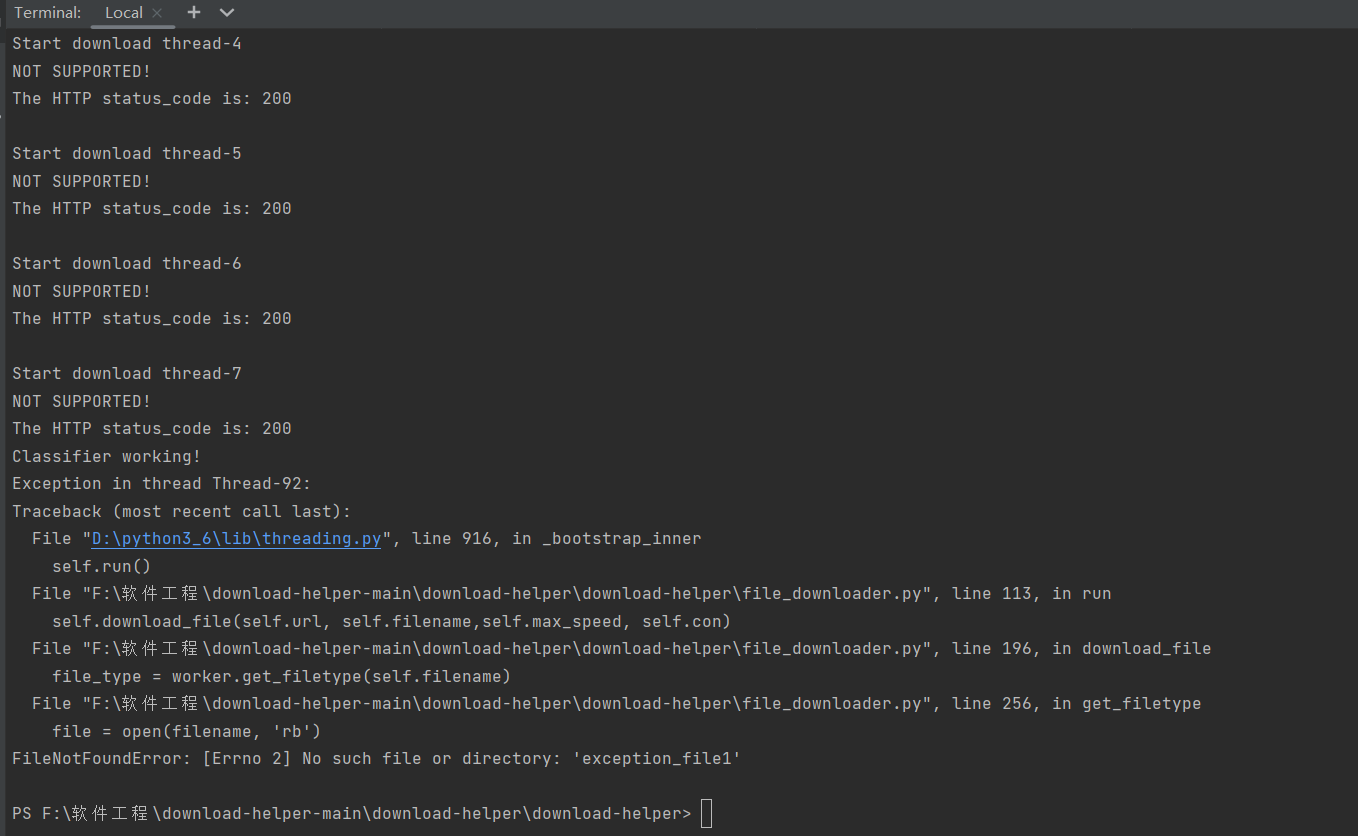 Terminal: Local × + 
Start download thread-4
NOT SUPPORTED!
The HTTP status_code is: 200
Start download thread-5
NOT SUPPORTED!
The HTTP status_code is: 200
Start download thread-6
NOT SUPPORTED!
The HTTP status_code is: 200
Start download thread-7
NOT SUPPORTED!
The HTTP status_code is: 200
Classifier working!
Exception in thread Thread-92:
Traceback (most recent call last):
  File "D:\python3_6\lib\threading.py", line 916, in _bootstrap_inner
    self.run()
  File "F:\软件工程\download-helper-main\download-helper\download-helper\file_downloader.py", line 113, in run
    self.download_file(self.url, self.filename,self.max_speed, self.con)
  File "F:\软件工程\download-helper-main\download-helper\download-helper\file_downloader.py", line 196, in download_file
    file_type = worker.get_filetype(self.filename)
  File "F:\软件工程\download-helper-main\download-helper\download-helper\file_downloader.py", line 256, in get_filetype
    file = open(filename, 'rb')
FileNotFoundError: [Errno 2] No such file or directory: 'exception_file1'
PS F:\软件工程\download-helper-main\download-helper\download-helper>